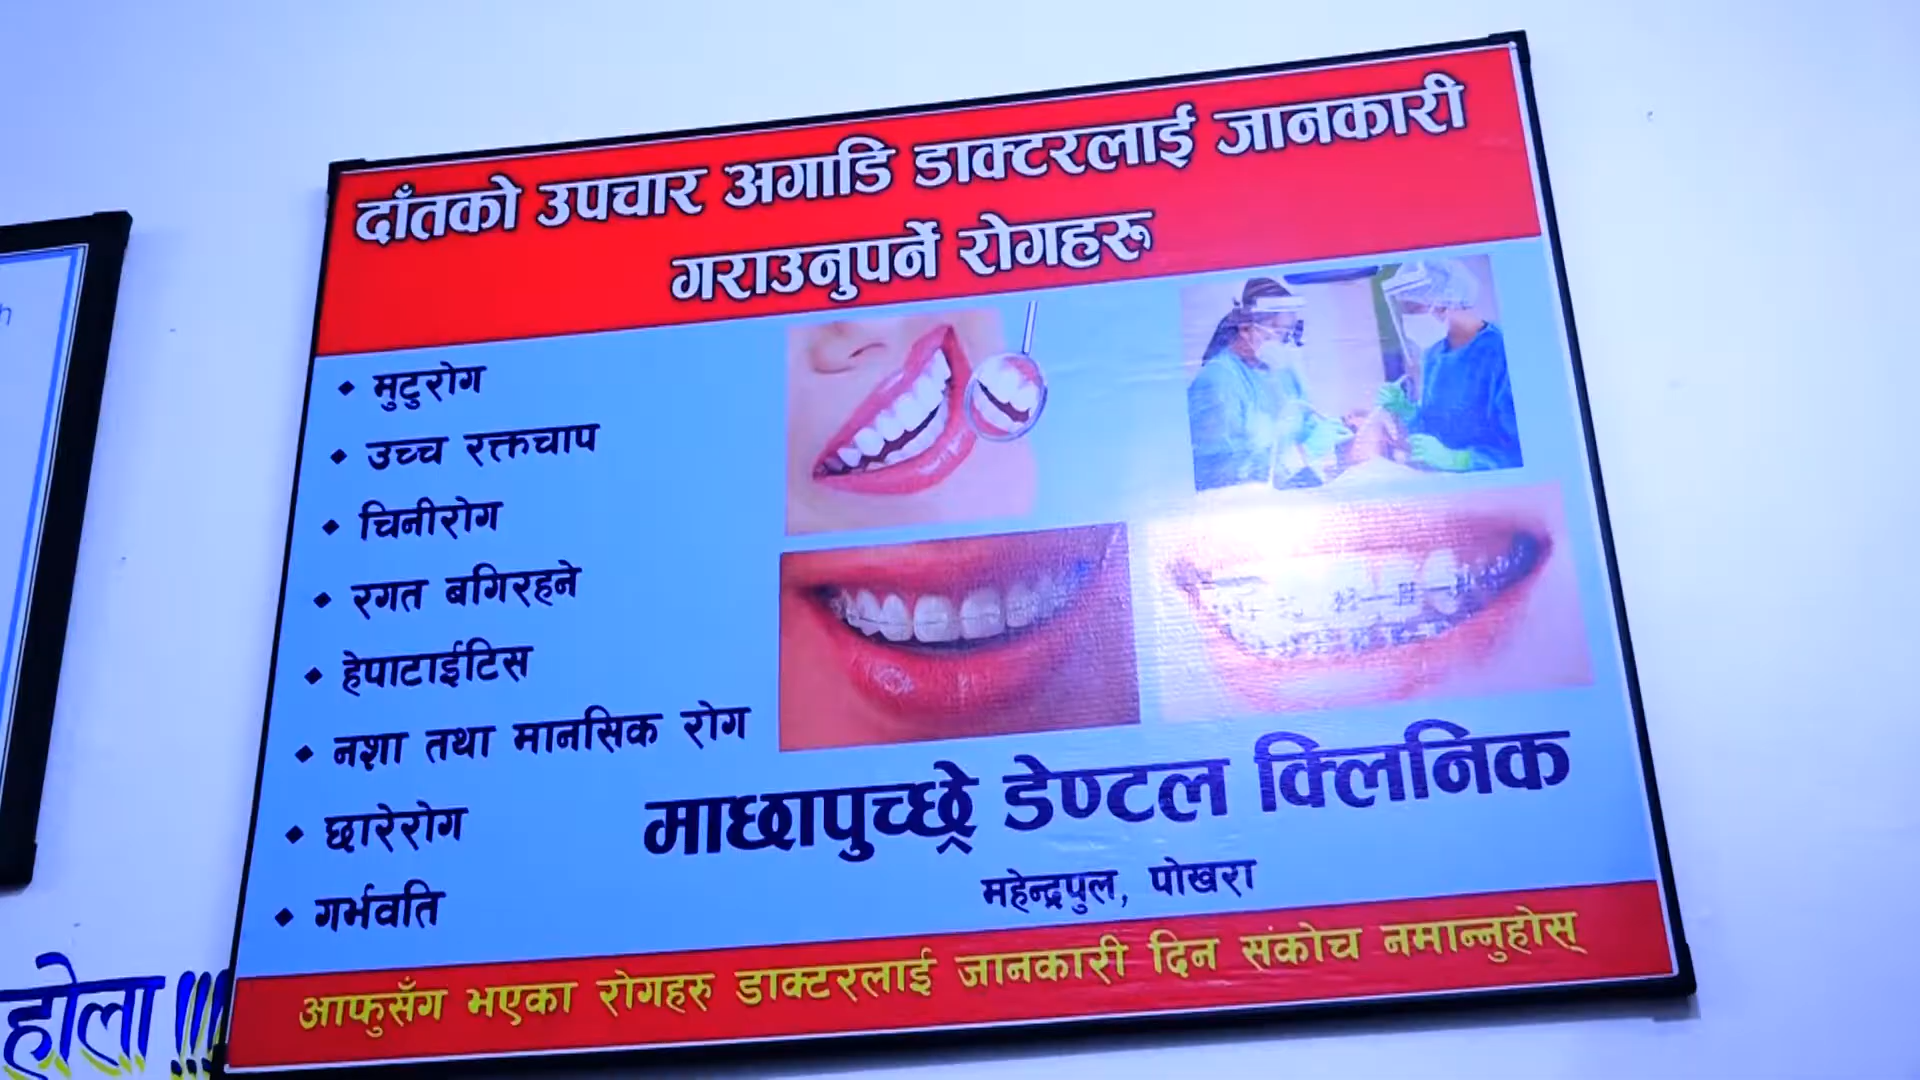 दाँतको उपचार अगाडि डाक्टरलाई जानकारी
गराउनुपर्ने रोगहरू
• मुटुरोग
• उच्च रक्तचाप
• चिनीरोग
• रगत बगिरहने
• हेपाटाईटिस
• नशा तथा मानसिक रोग
• छारेरोग
• गर्भवति
माछापुच्छ्रे डेण्टल क्लिनिक
महेन्द्रपुल, पोखरा
आफुसँग भएका रोगहरु डाक्टरलाई जानकारी दिन संकोच नमान्नुहोस्
होला !!!
h